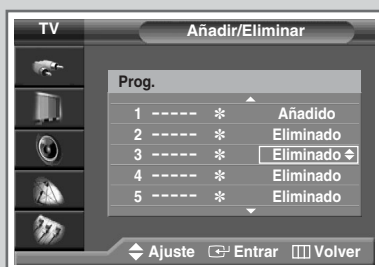 TV Añadir/Eliminar
Prog.
1 ----- ✻ Añadido
2 ----- ✻ Eliminado
3 ----- ✻ Eliminado
4 ----- ✻ Eliminado
5 ----- ✻ Eliminado
Ajuste Entrar Volver